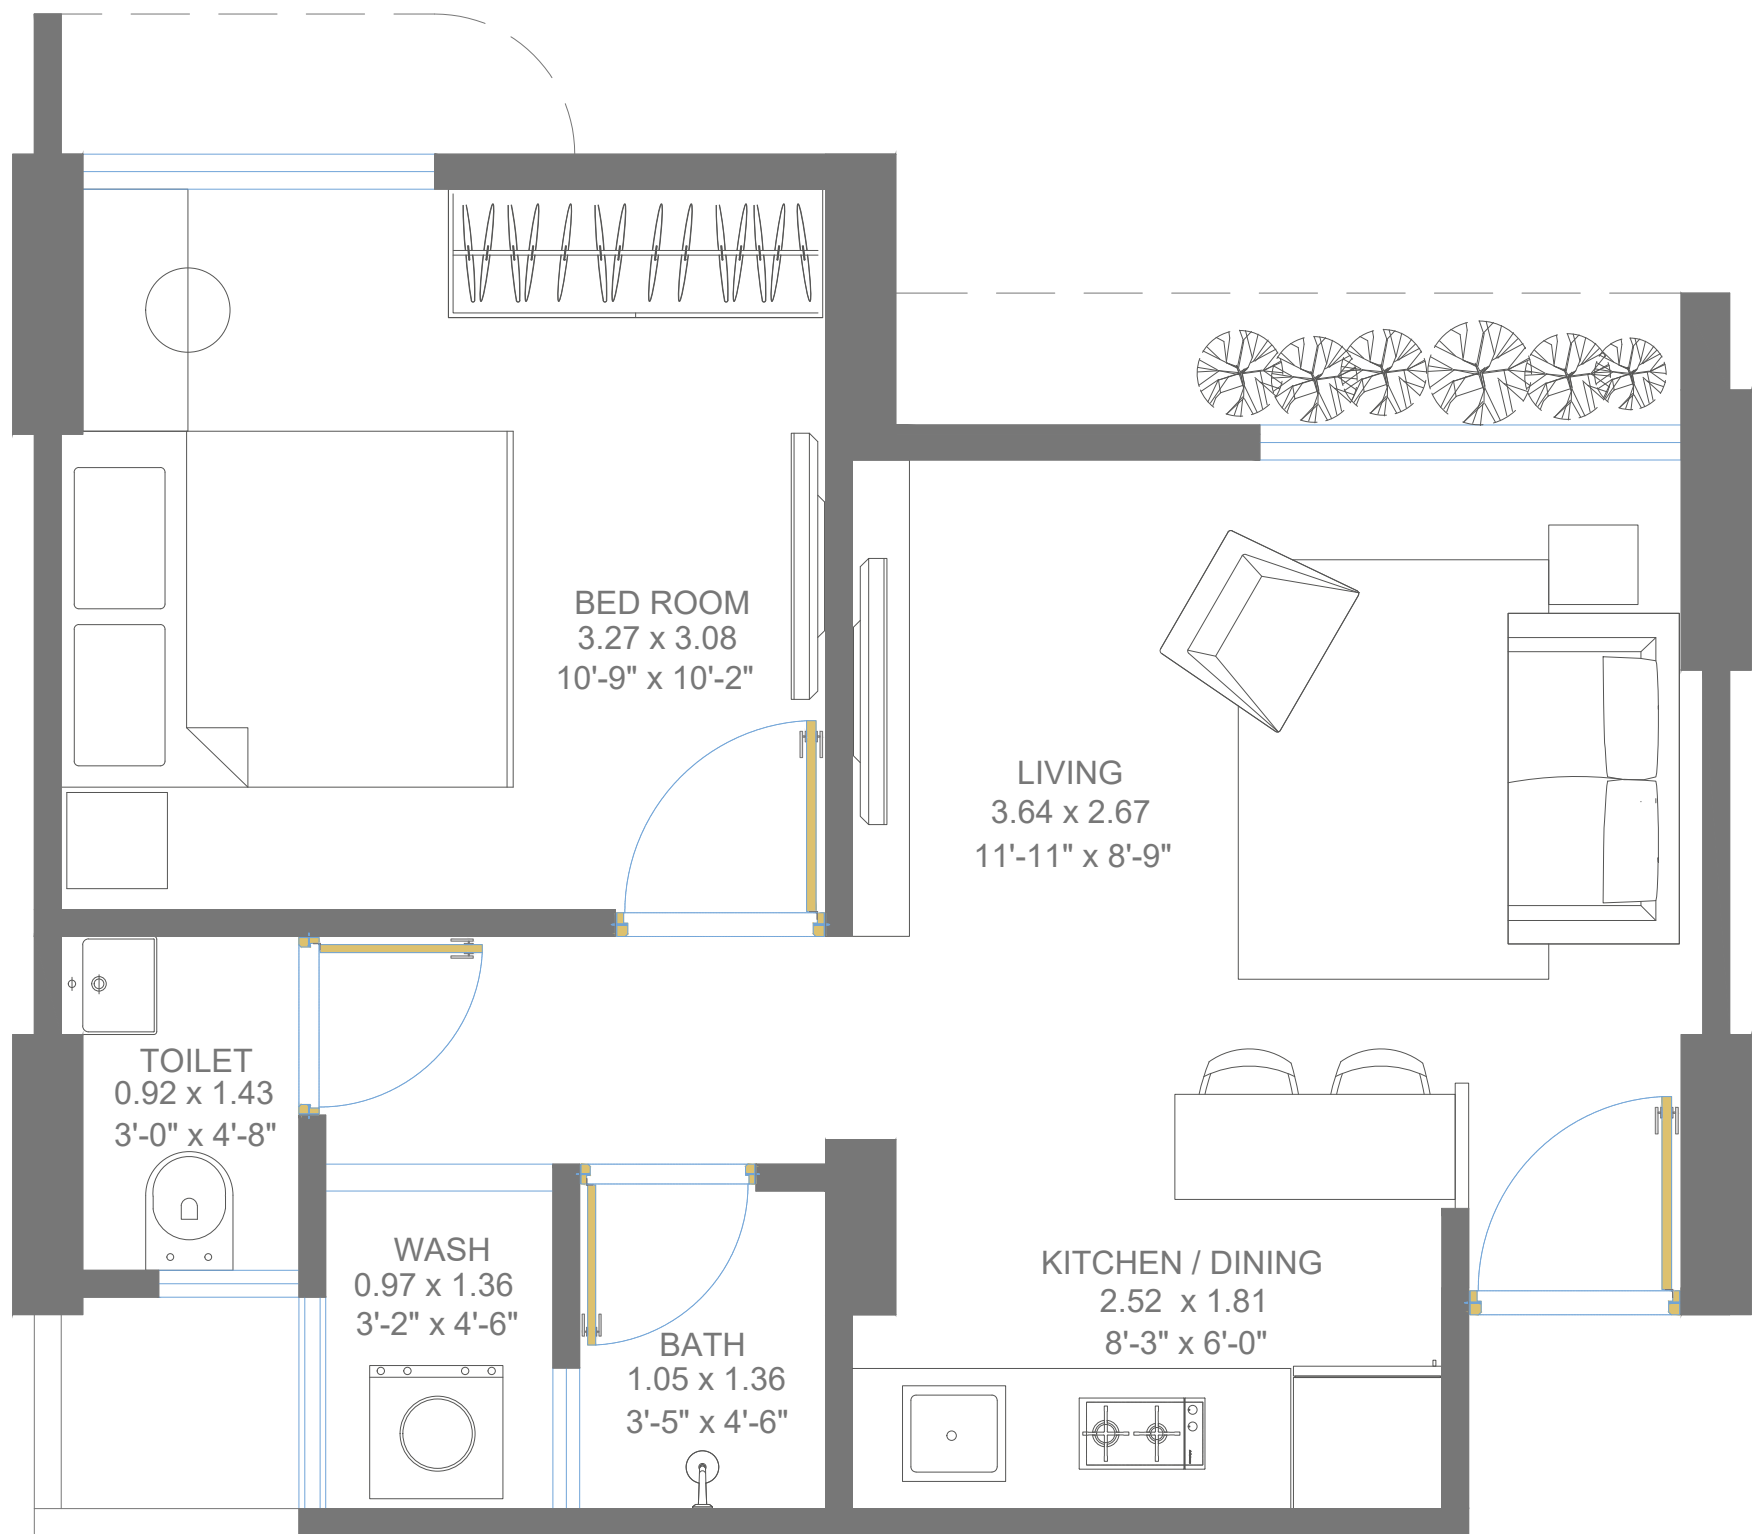 BED ROOM
3.27 x 3.08
10'-9" x 10'-2"
LIVING
3.64 x 2.67
11'-11" x 8'-9"
TOILET
0.92 x 1.43
3'-0" x 4'-8"
WASH
0.97 x 1.36
3'-2" x 4'-6"
BATH
1.05 x 1.36
3'-5" x 4'-6"
KITCHEN / DINING
2.52 x 1.81
8'-3" x 6'-0"